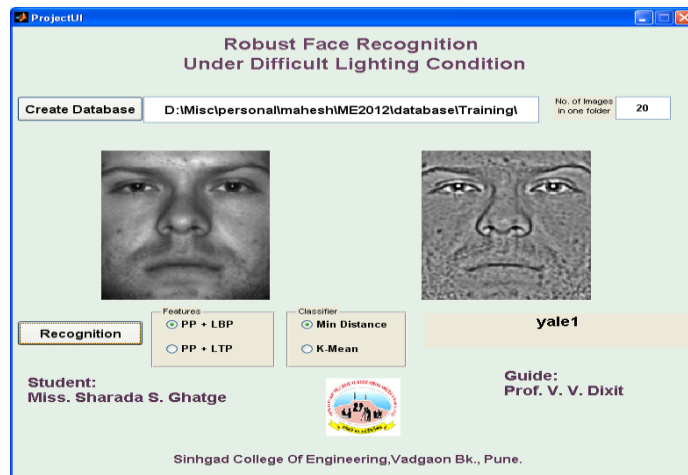 ProjectUI
Robust Face Recognition
Under Difficult Lighting Condition
Create Database
D:\Misc\personal\mahesh\ME2012\database\Training\
No. of Images
in one folder
20
Recognition
Features
PP + LBP
PP + LTP
Classifier
Min Distance
K-Mean
yale1
Student:
Miss. Sharada S. Ghatge
Guide:
Prof. V. V. Dixit
Sinhgad College Of Engineering,Vadgaon Bk., Pune.